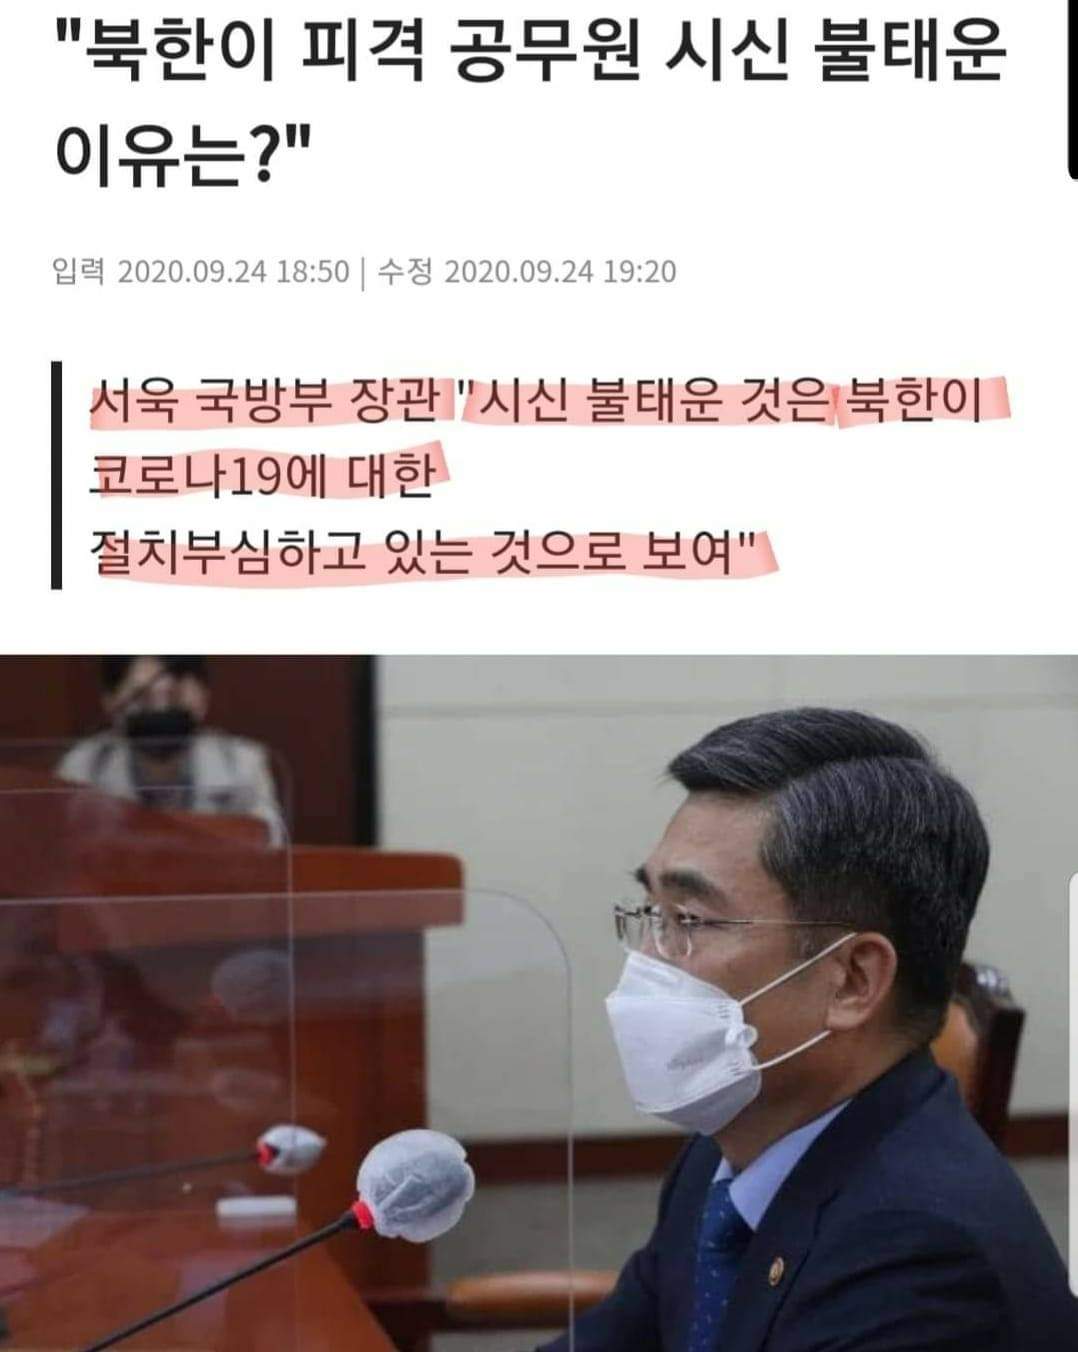 "북한이 피격 공무원 시신 불태운
이유는?"
입력 2020.09.24 18:50 | 수정 2020.09.24 19:20
서욱 국방부 장관 "시신 불태운 것은 북한이
코로나19에 대한
절치부심하고 있는 것으로 보여"